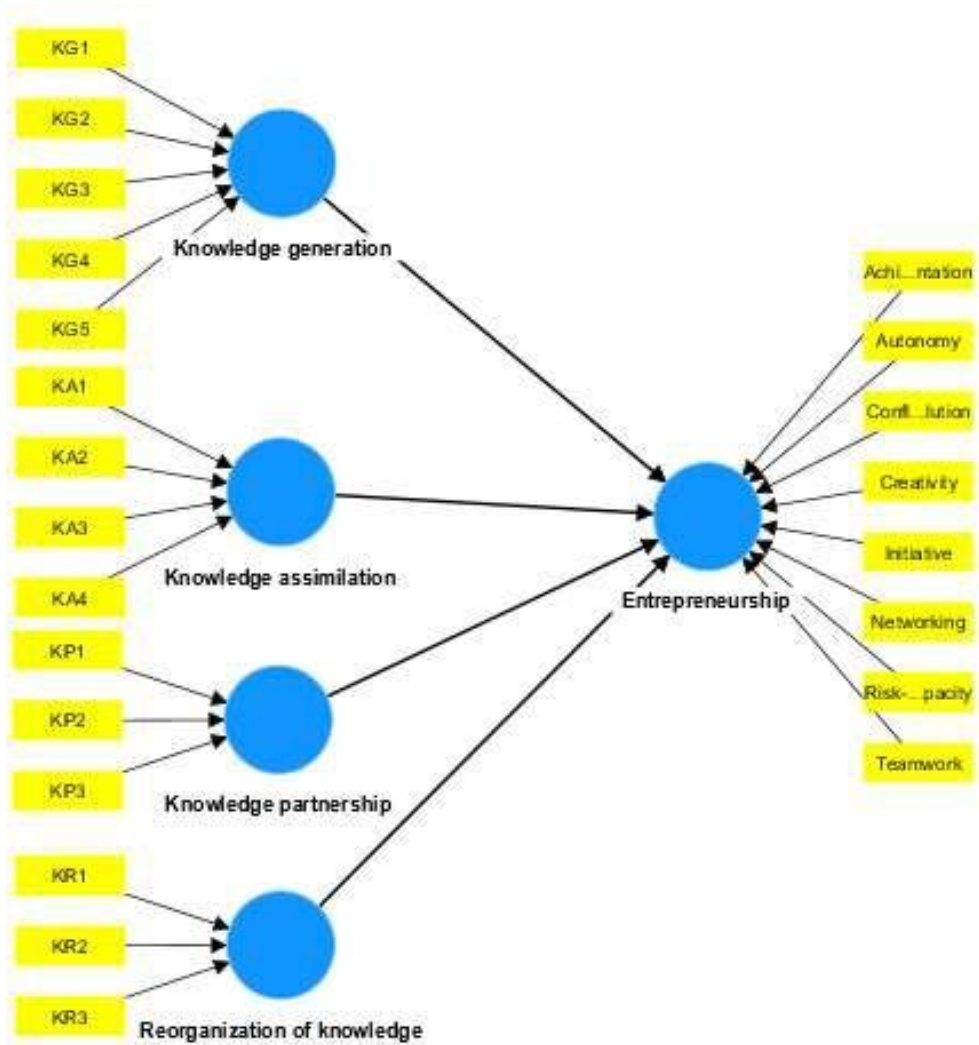 KG1
KG2
KG3
KG4
KG5
Knowledge generation
KA1
KA2
KA3
KA4
Knowledge assimilation
KP1
KP2
KP3
Knowledge partnership
KR1
KR2
KR3
Reorganization of knowledge
Entrepreneurship
Achi...ntation
Autonomy
Confl...lution
Creativity
Initiative
Networking
Risk-...pacity
Teamwork